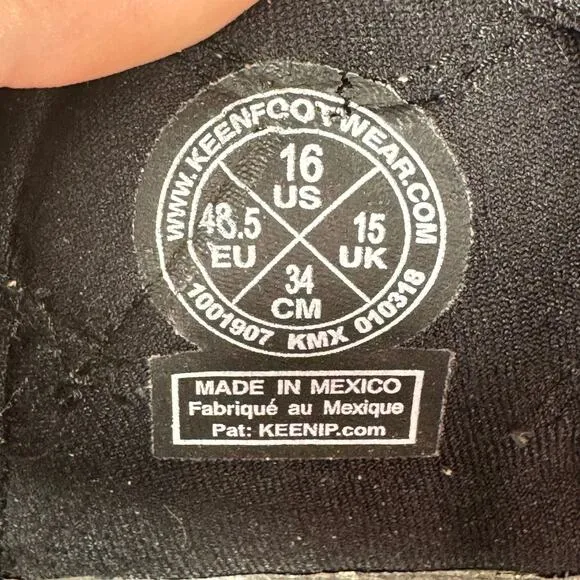 WWW.KEENFOOTWEAR.COM
16
US
48.5
EU
15
UK
34
CM
1001907 KMX 010318
MADE IN MEXICO
Fabriqué au Mexique
Pat: KEENIP.com